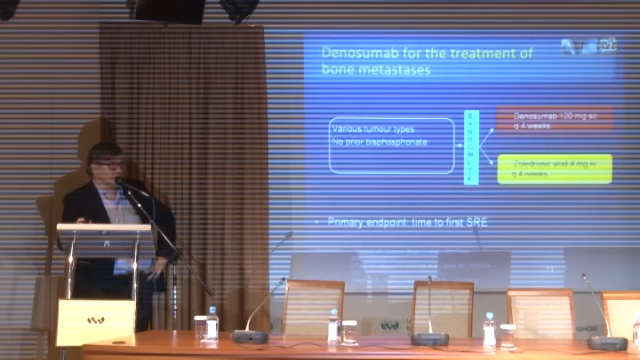 Denosumab for the treatment of
bone metastases
Various tumour types
No prior bisphosphonate
RANDOMISE
Denosumab 120 mg sc
q 4 weeks
Zoledronic acid 4 mg iv
q 4 weeks
• Primary endpoint: time to first SRE